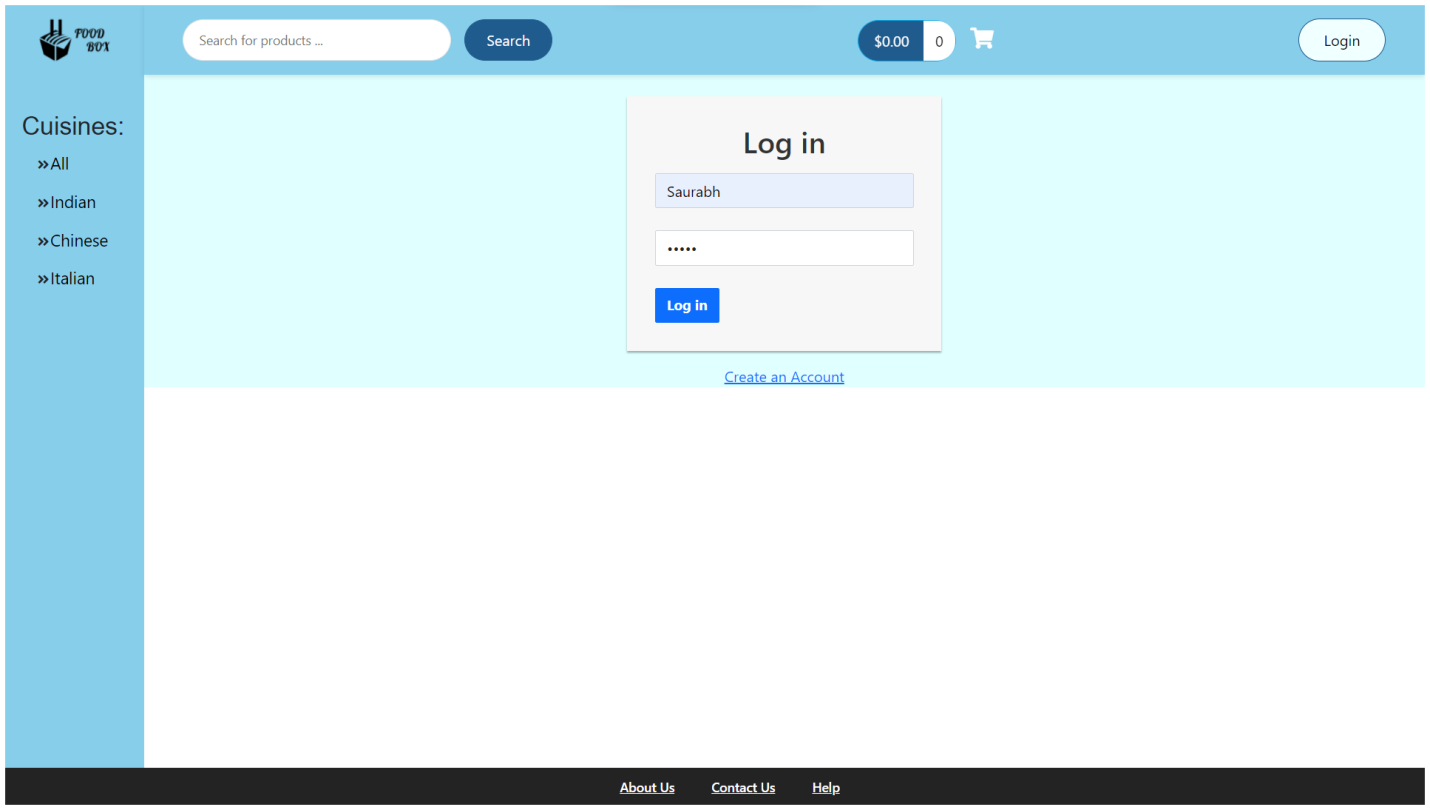 FOOD
BOX
Search for products ...
Search
$0.00
0
Login
Cuisines:
»All
»Indian
»Chinese
»Italian
Log in
Saurabh
•••••
Log in
Create an Account
About Us
Contact Us
Help